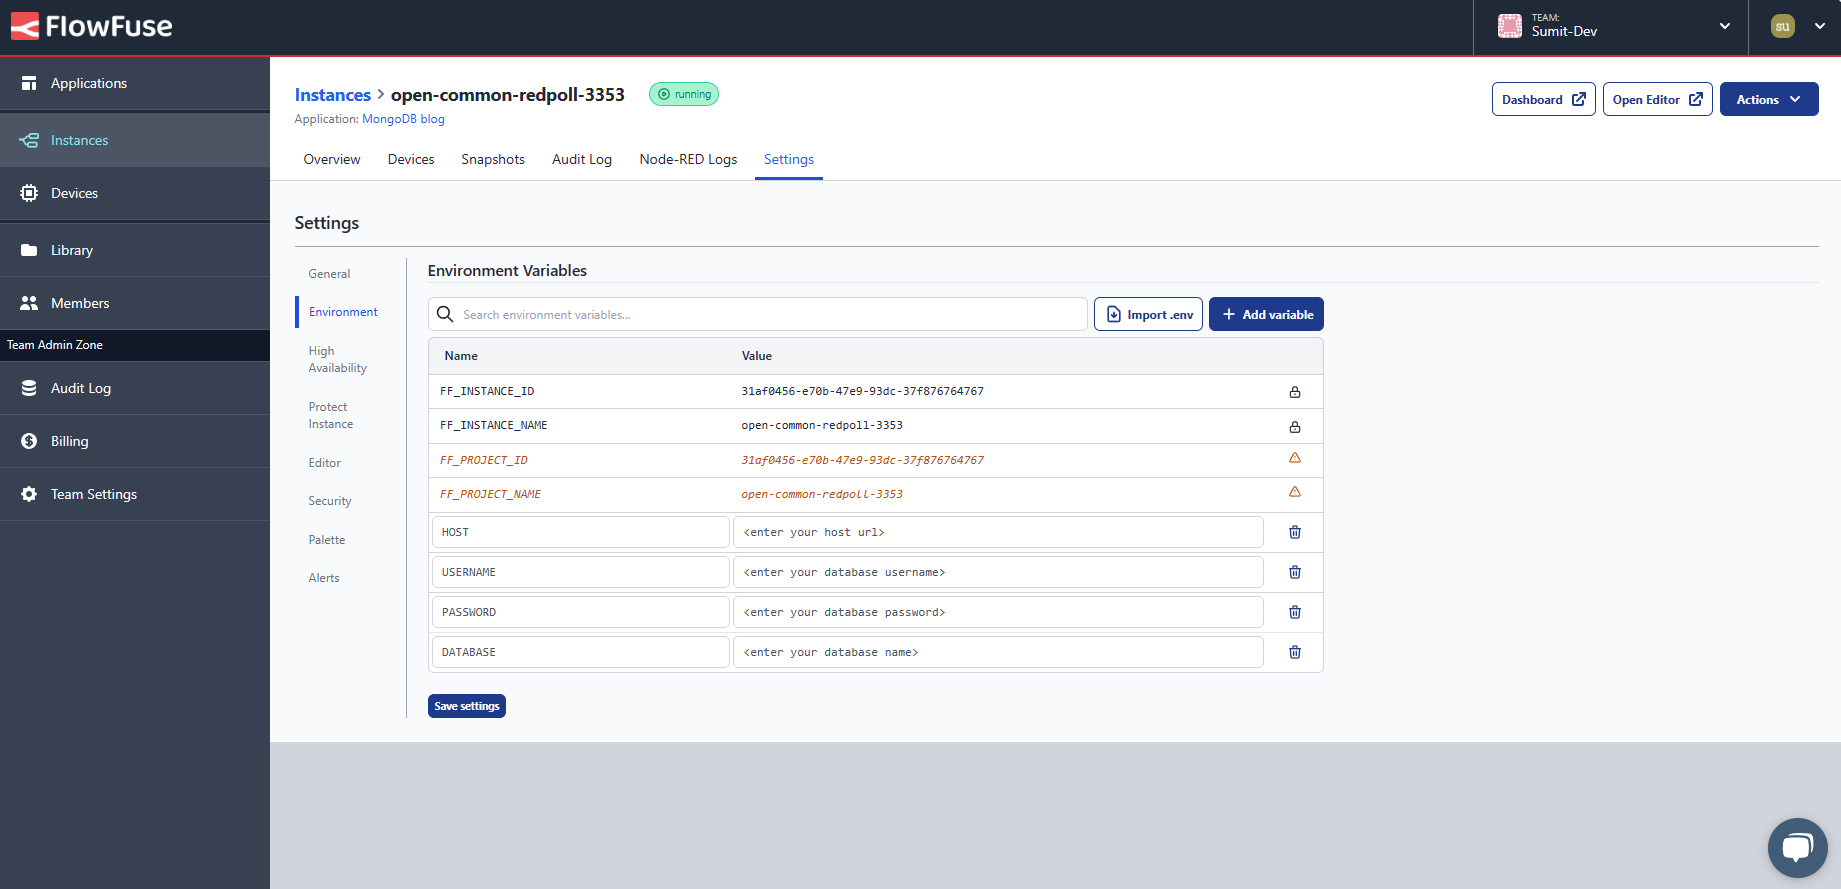 FlowFuse
TEAM:
Sumit-Dev
su
Applications
Instances
Devices
Library
Members
Team Admin Zone
Audit Log
Billing
Team Settings
Instances > open-common-redpoll-3353
running
Application: MongoDB blog
Dashboard
Open Editor
Actions
Overview
Devices
Snapshots
Audit Log
Node-RED Logs
Settings
Settings
General
Environment
High
Availability
Protect
Instance
Editor
Security
Palette
Alerts
Environment Variables
Search environment variables...
Import .env
+ Add variable
Name Value
FF_INSTANCE_ID 31af0456-e70b-47e9-93dc-37f876764767
FF_INSTANCE_NAME open-common-redpoll-3353
FF_PROJECT_ID 31af0456-e70b-47e9-93dc-37f876764767
FF_PROJECT_NAME open-common-redpoll-3353
HOST <enter your host url>
USERNAME <enter your database username>
PASSWORD <enter your database password>
DATABASE <enter your database name>
Save settings